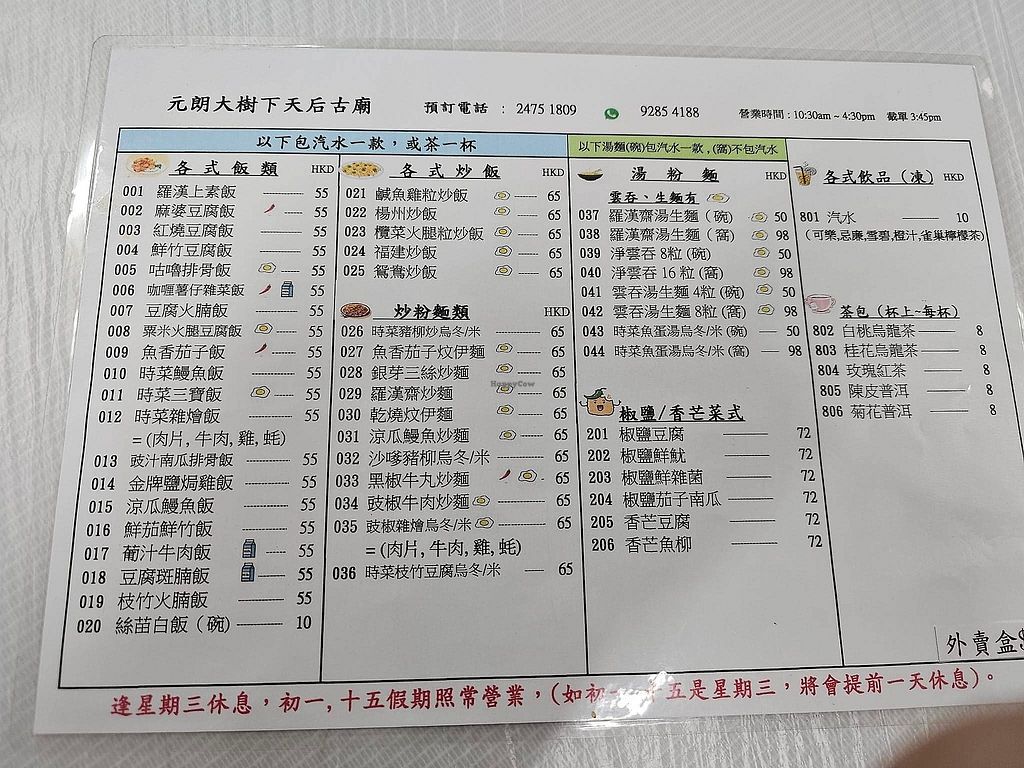 元朗大樹下天后古廟
預訂電話 : 2475 1809
9285 4188
營業時間 : 10:30am ~ 4:30pm 截單 3:45pm
以下包汽水一款，或茶一杯
各式飯類 HKD
001 羅漢上素飯 55
002 麻婆豆腐飯 55
003 紅燒豆腐飯 55
004 鮮竹豆腐飯 55
005 咕嚕排骨飯 55
006 咖喱薯仔雜菜飯 55
007 豆腐火腩飯 55
008 粟米火腿豆腐飯 55
009 魚香茄子飯 55
010 時菜鰻魚飯 55
011 時菜三寶飯 55
012 時菜雜燴飯 55
= (肉片, 牛肉, 雞, 蚝)
013 豉汁南瓜排骨飯 55
014 金牌鹽焗雞飯 55
015 涼瓜鰻魚飯 55
016 鮮茄鮮竹飯 55
017 葡汁牛肉飯 55
018 豆腐斑腩飯 55
019 枝竹火腩飯 55
020 絲苗白飯（碗) 10
各式炒飯 HKD
021 鹹魚雞粒炒飯 65
022 楊州炒飯 65
023 欖菜火腿粒炒飯 65
024 福建炒飯 65
025 鴛鴦炒飯 65
炒粉麵類 HKD
026 時菜豬柳炒烏冬/米 65
027 魚香茄子炆伊麵 65
028 銀芽三絲炒麵 65
029 羅漢齋炒麵 65
030 乾燒炆伊麵 65
031 涼瓜鰻魚炒麵 65
032 沙嗲豬柳烏冬/米 65
033 黑椒牛丸炒麵 65
034 豉椒牛肉炒麵 65
035 豉椒雜燴烏冬/米 65
= (肉片, 牛肉, 雞, 蚝)
036 時菜枝竹豆腐烏冬/米 65
以下湯麵(碗)包汽水一款 , (窩)不包汽水
湯粉麵 HKD
雲吞、生麵有
037 羅漢齋湯生麵（碗) 50
038 羅漢齋湯生麵（窩) 98
039 淨雲吞 8粒 (碗) 50
040 淨雲吞 16 粒 (窩) 98
041 雲吞湯生麵 4粒 (碗) 50
042 雲吞湯生麵 8粒 (窩) 98
043 時菜魚蛋湯烏冬/米 (碗) 50
044 時菜魚蛋湯烏冬/米 (窩) 98
椒鹽/香芒菜式
201 椒鹽豆腐 72
202 椒鹽鮮魷 72
203 椒鹽鮮雜菌 72
204 椒鹽茄子南瓜 72
205 香芒豆腐 72
206 香芒魚柳 72
各式飲品 (凍) HKD
801 汽水 10
(可樂,忌廉,雪碧,橙汁,雀巢檸檬茶)
茶包 (杯上~每杯)
802 白桃烏龍茶 8
803 桂花烏龍茶 8
804 玫瑰紅茶 8
805 陳皮普洱 8
806 菊花普洱 8
外賣盒$
逢星期三休息，初一, 十五假期照常營業，(如初一, 十五是星期三，將會提前一天休息)。
HappyCow